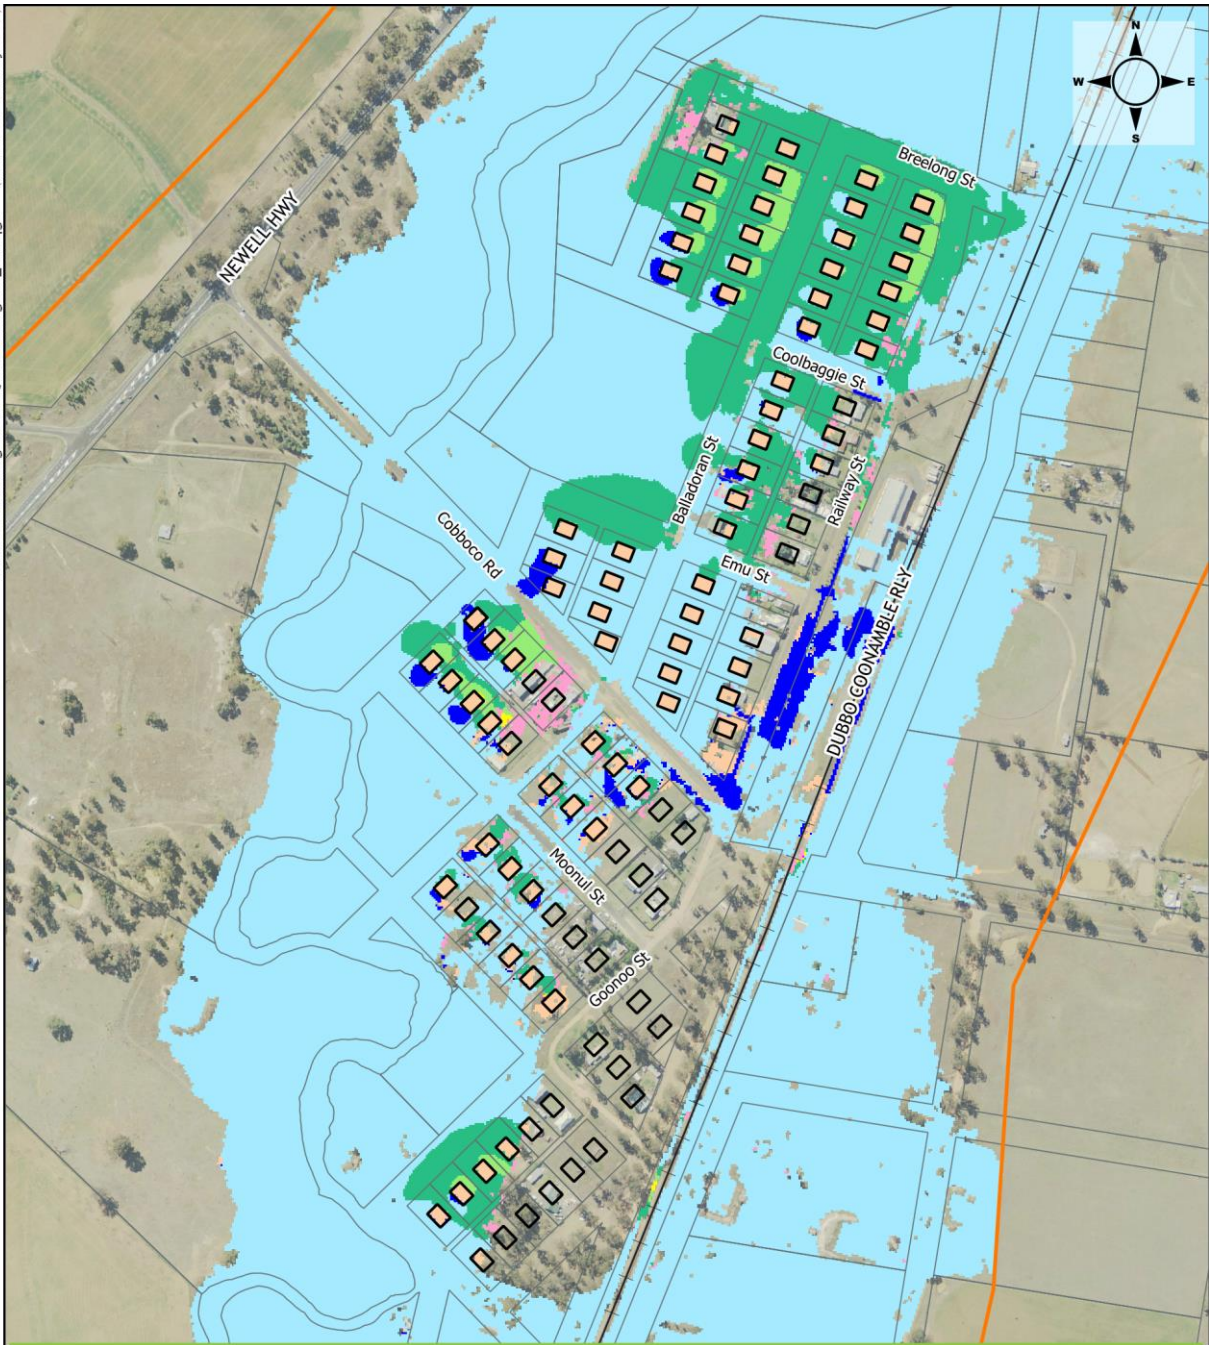 N
W E
S
Breelong St
NEWELL HWY
Coolbaggie St
Balladoran St
Railway St
Cobboco Rd
Emu St
DUBBO COONAMBLE RLY
Moonul St
Goonoo St